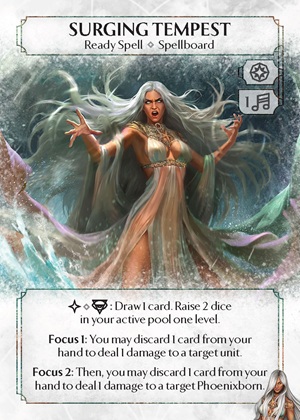 SURGING TEMPEST
Ready Spell ⟡ Spellboard
1
: Draw 1 card. Raise 2 dice
in your active pool one level.
Focus 1: You may discard 1 card from your
hand to deal 1 damage to a target unit.
Focus 2: Then, you may discard 1 card from your
hand to deal 1 damage to a target Phoenixborn.